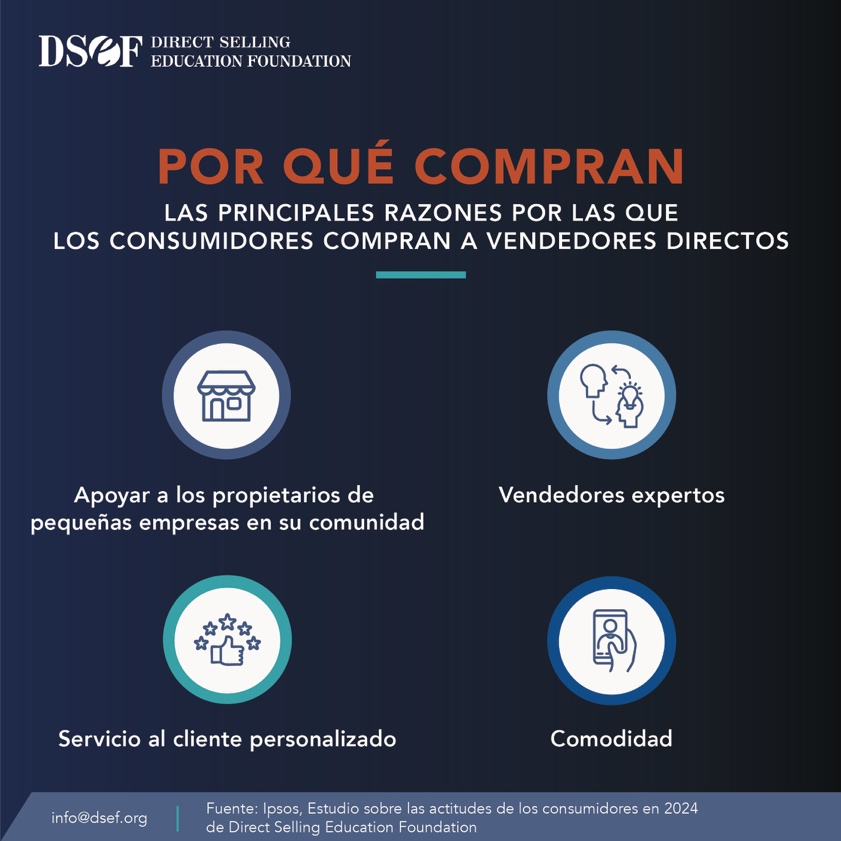 DSEF DIRECT SELLING
EDUCATION FOUNDATION
POR QUÉ COMPRAN
LAS PRINCIPALES RAZONES POR LAS QUE
LOS CONSUMIDORES COMPRAN A VENDEDORES DIRECTOS
Apoyar a los propietarios de
pequeñas empresas en su comunidad
Vendedores expertos
Servicio al cliente personalizado
Comodidad
info@dsef.org
Fuente: Ipsos, Estudio sobre las actitudes de los consumidores en 2024
de Direct Selling Education Foundation